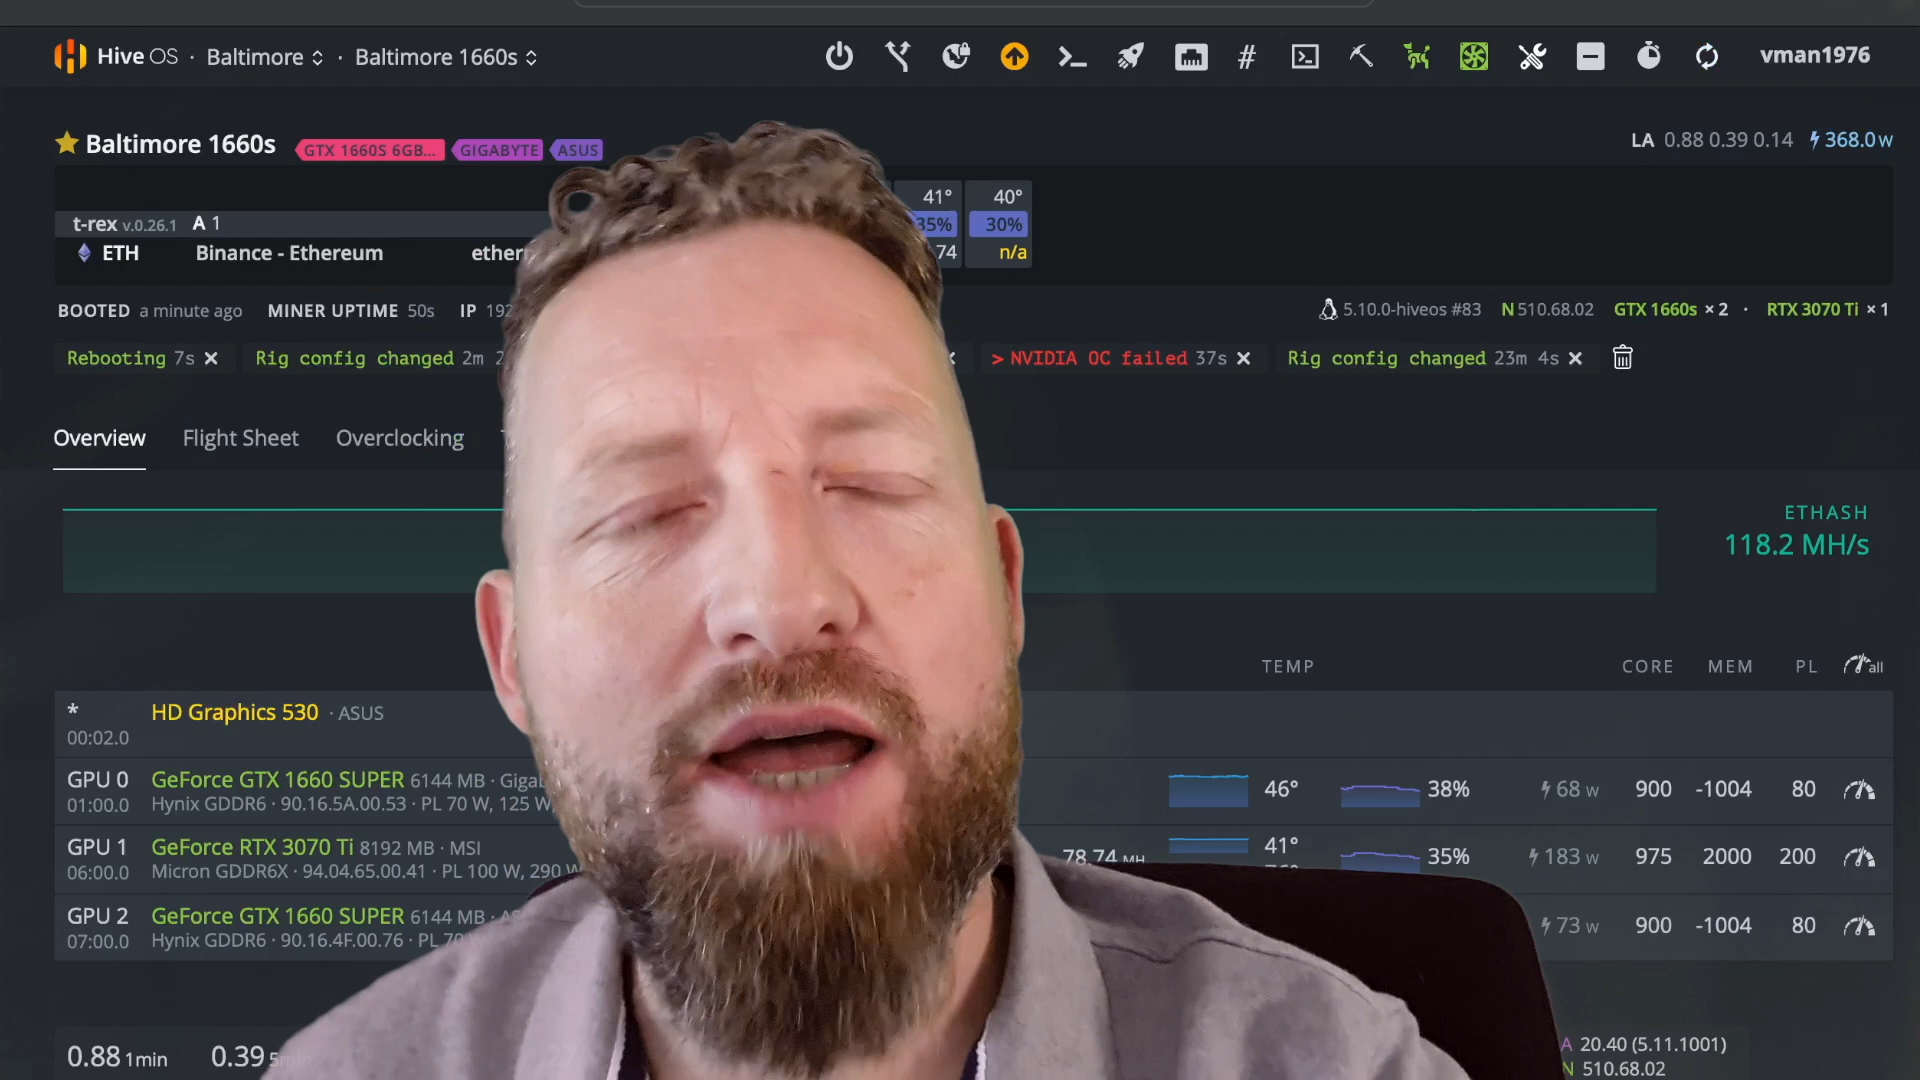 Hive OS · Baltimore · Baltimore 1660s vman1976
Baltimore 1660s GTX 1660S 6GB... GIGABYTE ASUS
LA 0.88 0.39 0.14 368.0 W
41° 40°
t-rex v.0.26.1 A 1 35% 30%
ETH Binance - Ethereum 74 n/a
BOOTED a minute ago MINER UPTIME 50s IP
5.10.0-hiveos #83 N 510.68.02 GTX 1660s × 2 · RTX 3070 Ti × 1
Rebooting 7s × Rig config changed 2m > NVIDIA OC failed 37s × Rig config changed 23m 4s ×
Overview Flight Sheet Overclocking
ETHASH
118.2 MH/s
TEMP CORE MEM PL all
* HD Graphics 530 · ASUS
00:02.0
GPU 0 GeForce GTX 1660 SUPER 6144 MB · 46° 38% 68 W 900 -1004 80
01:00.0 Hynix GDDR6 · 90.16.5A.00.53 · PL 70 W, 125 W,
GPU 1 GeForce RTX 3070 Ti 8192 MB · MSI 78.74 MH 41° 35% 183 W 975 2000 200
06:00.0 Micron GDDR6X · 94.04.65.00.41 · PL 100 W, 290 W
GPU 2 GeForce GTX 1660 SUPER 6144 MB · 73 W 900 -1004 80
07:00.0 Hynix GDDR6 · 90.16.4F.00.76 · PL 70
0.88 1min 0.39
A 20.40 (5.11.1001)
N 510.68.02